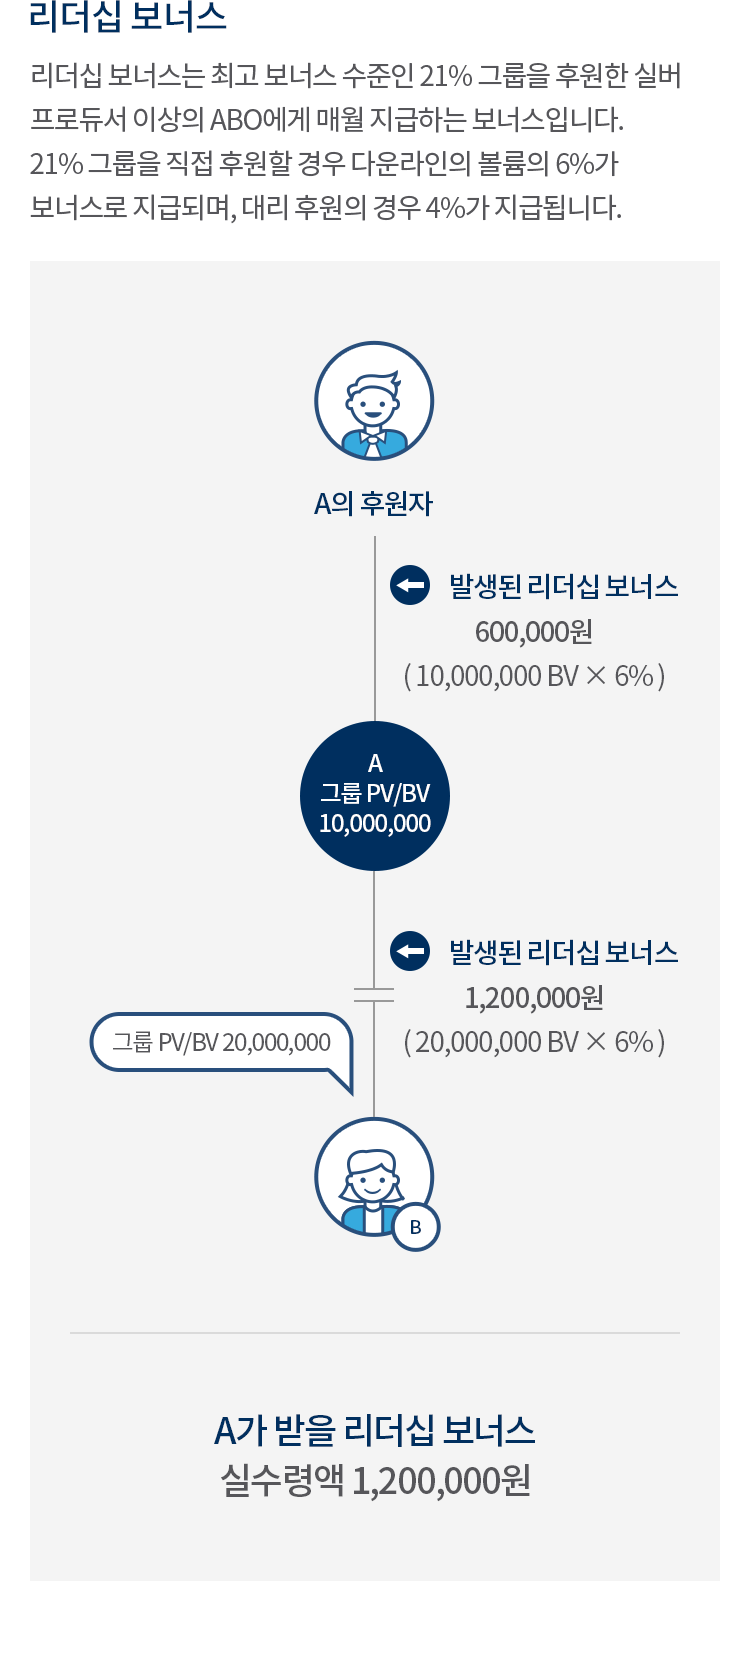 리더십 보너스
리더십 보너스는 최고 보너스 수준인 21% 그룹을 후원한 실버
프로듀서 이상의 ABO에게 매월 지급하는 보너스입니다.
21% 그룹을 직접 후원할 경우 다운라인의 볼륨의 6%가
보너스로 지급되며, 대리 후원의 경우 4%가 지급됩니다.
A의 후원자
발생된 리더십 보너스
600,000원
( 10,000,000 BV × 6% )
A
그룹 PV/BV
10,000,000
발생된 리더십 보너스
1,200,000원
( 20,000,000 BV × 6% )
그룹 PV/BV 20,000,000
B
A가 받을 리더십 보너스
실수령액 1,200,000원